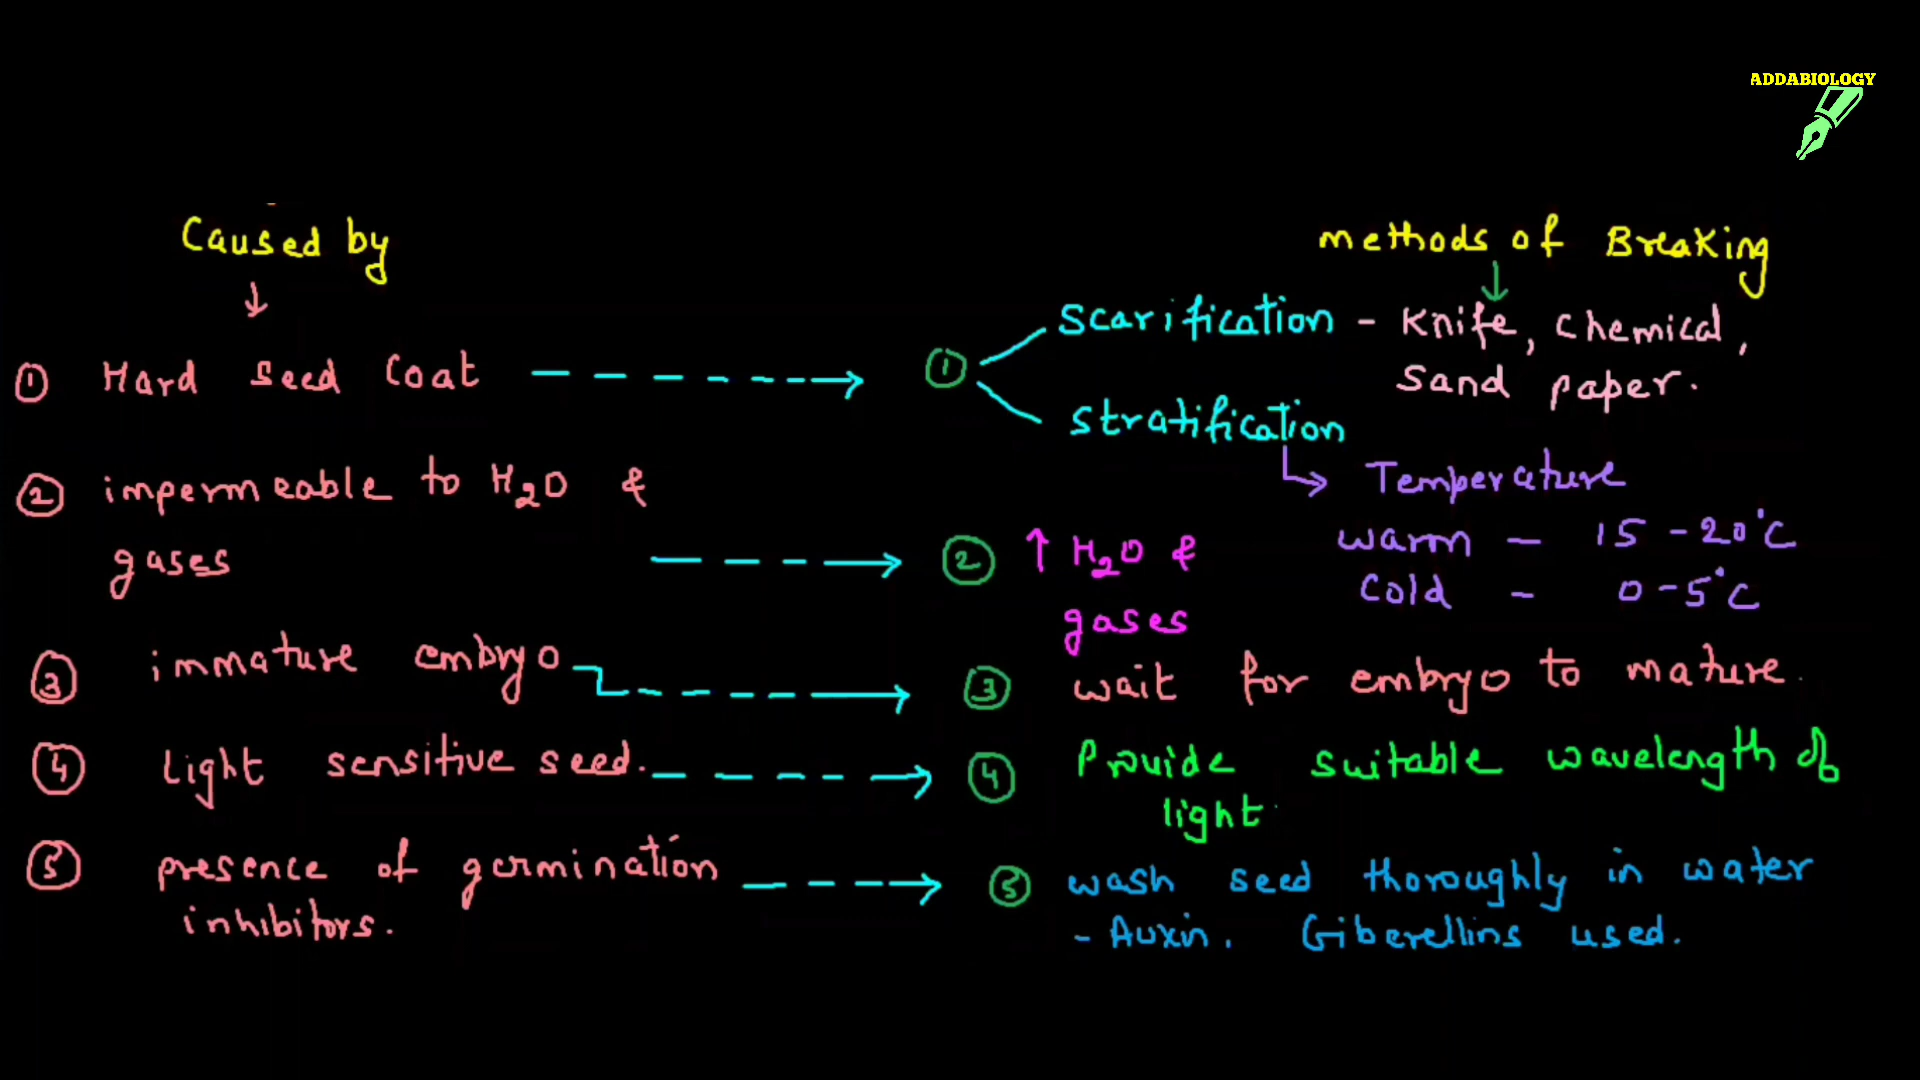 ADDABIOLOGY
Caused by
methods of Breaking
① Hard seed coat
① scarification - Knife, chemical,
sand paper.
stratification
Temperature
warm - 15 - 20°C
cold - 0 - 5°C
② impermeable to H₂O &
gases
② ↑ H₂O &
gases
③ immature embryo
③ wait for embryo to mature.
④ light sensitive seed.
④ Provide suitable wavelength of
light.
⑤ presence of germination
inhibitors.
⑤ wash seed thoroughly in water
- Auxin. Giberellins used.